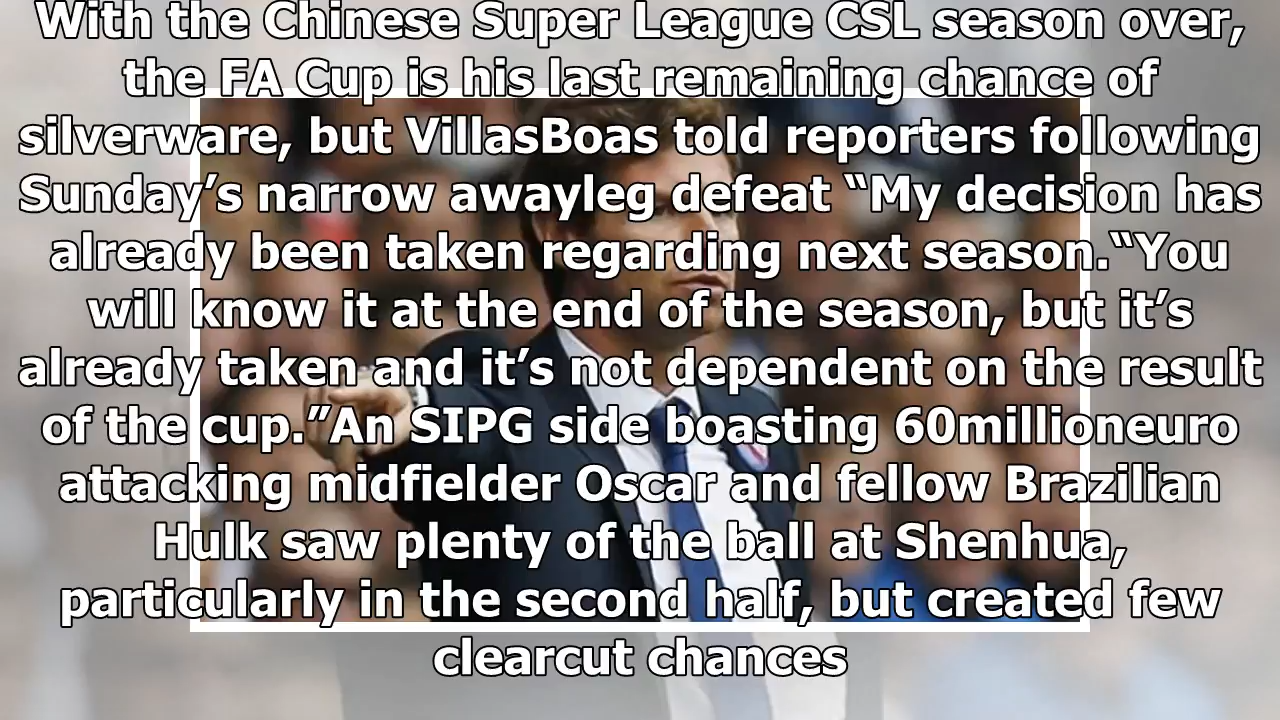 With the Chinese Super League CSL season over,
the FA Cup is his last remaining chance of
silverware, but VillasBoas told reporters following
Sunday’s narrow awayleg defeat “My decision has
already been taken regarding next season.“You
will know it at the end of the season, but it’s
already taken and it’s not dependent on the result
of the cup.”An SIPG side boasting 60millioneuro
attacking midfielder Oscar and fellow Brazilian
Hulk saw plenty of the ball at Shenhua,
particularly in the second half, but created few
clearcut chances